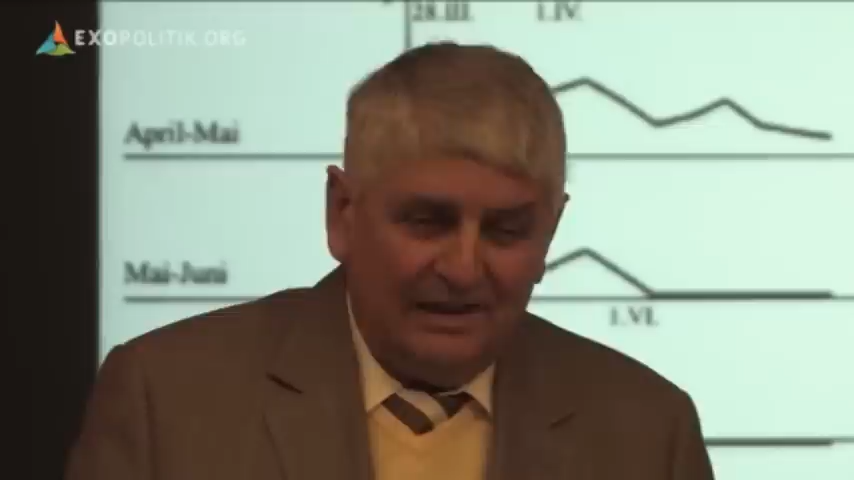 EXOPOLITIK.ORG
28.III.
1.IV.
April-Mai
Mai-Juni
1.VI.